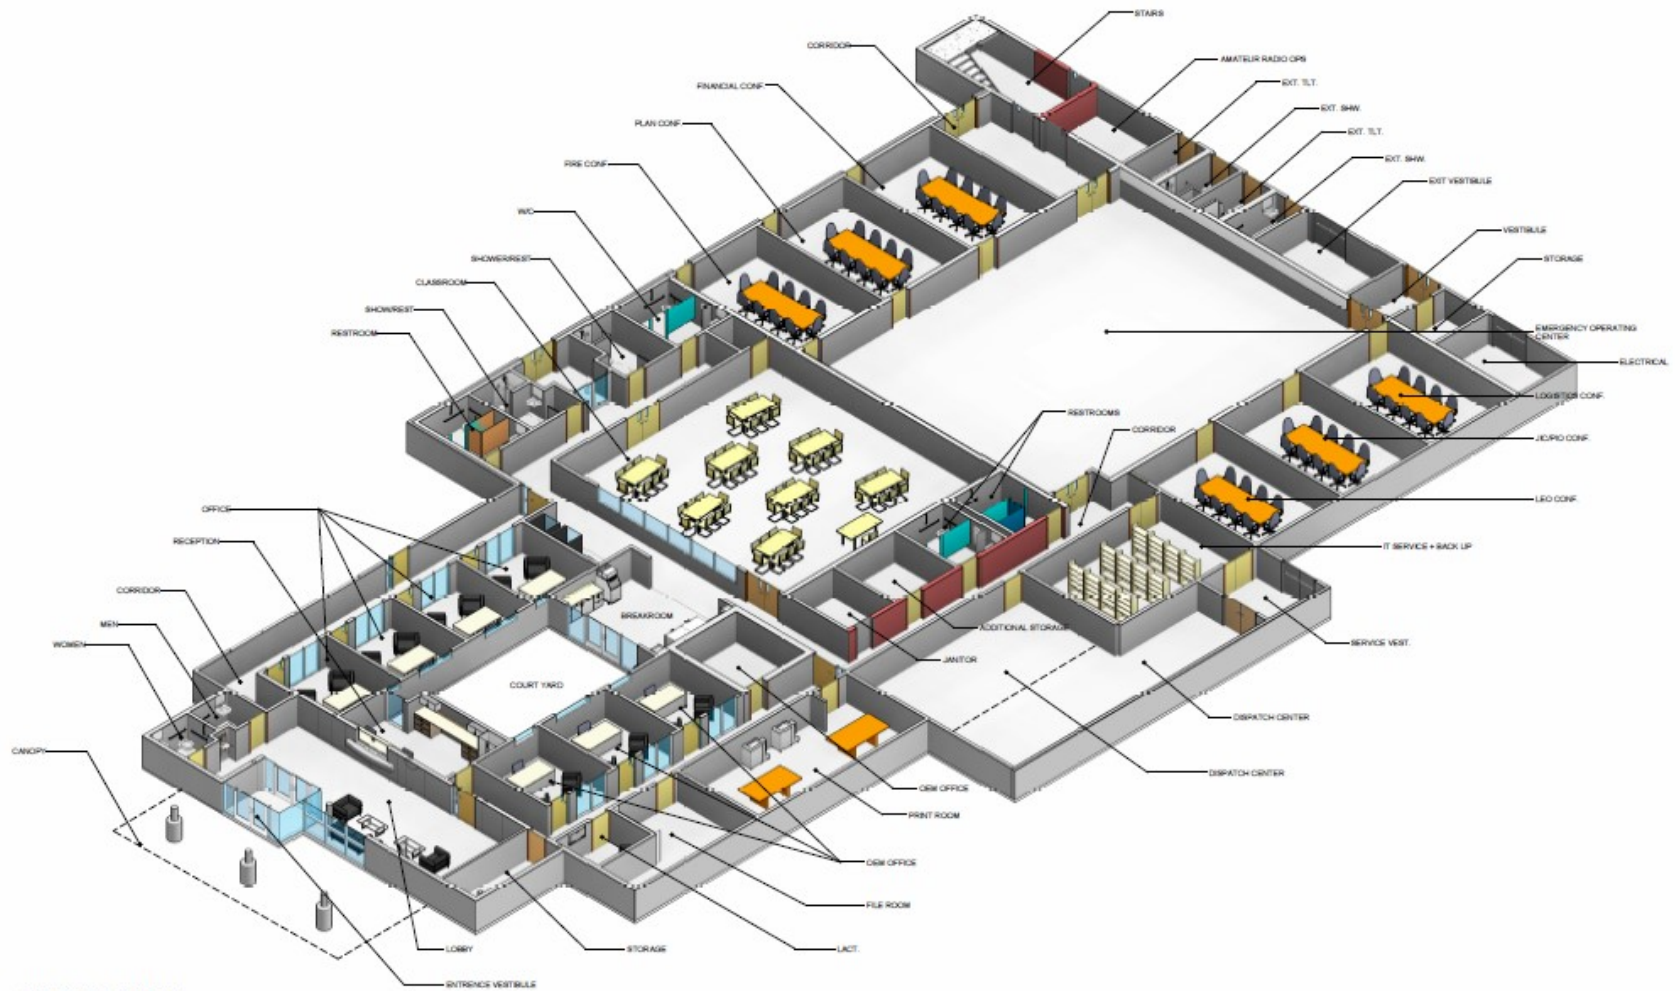 STAIRS
CORRIDOR
AMATEUR RADIO OPS
FINANCIAL CONF.
EXT. TLT.
EXT. SHW.
PLAN CONF.
EXT. TLT.
EXT. SHW.
FIRE CONF.
EXIT VESTIBULE
W/C
VESTIBULE
SHOWER/REST
STORAGE
CLASSROOM
SHOW/REST
RESTROOM
EMERGENCY OPERATING
CENTER
ELECTRICAL
LOGISTICS CONF.
RESTROOMS
CORRIDOR
JIC/PIO CONF.
LEO CONF.
OFFICE
RECEPTION
IT SERVICE + BACK UP
CORRIDOR
BREAKROOM
MEN
ADDITIONAL STORAGE
WOMEN
SERVICE VEST.
JANITOR
COURT YARD
DISPATCH CENTER
CANOPY
DISPATCH CENTER
OEM OFFICE
PRINT ROOM
OEM OFFICE
FILE ROOM
LOBBY
STORAGE
LACT.
ENTRENCE VESTIBULE